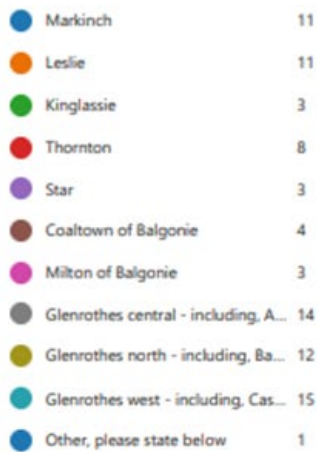 Markinch 11
Leslie 11
Kinglassie 3
Thornton 8
Star 3
Coaltown of Balgonie 4
Milton of Balgonie 3
Glenrothes central - including, A... 14
Glenrothes north - including, Ba... 12
Glenrothes west - including, Cas... 15
Other, please state below 1